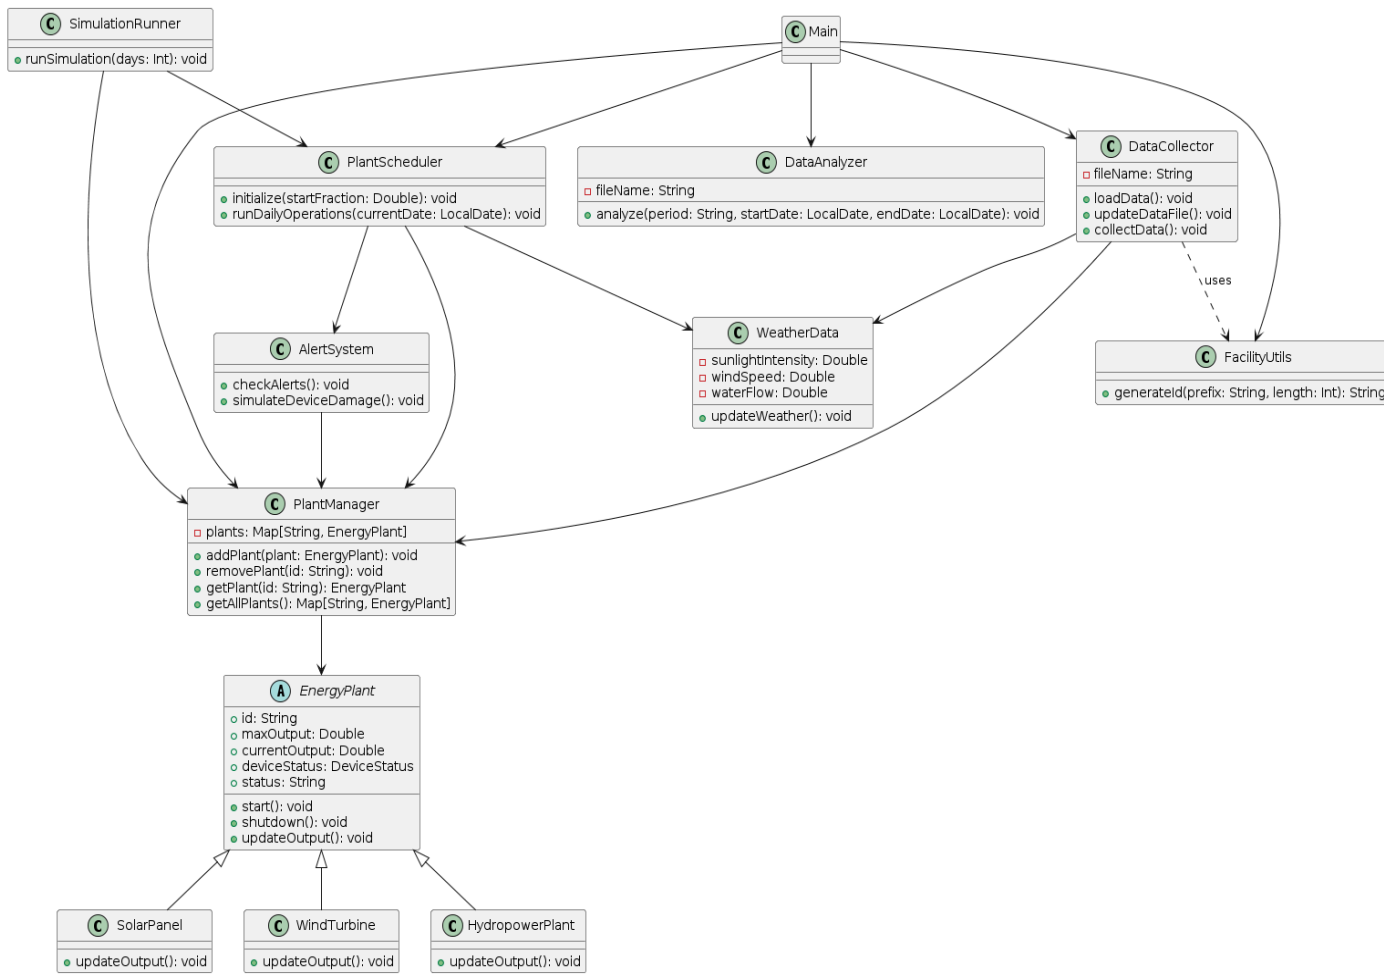 C SimulationRunner
runSimulation(days: Int): void
C Main
C PlantScheduler
initialize(startFraction: Double): void
runDailyOperations(currentDate: LocalDate): void
C DataAnalyzer
fileName: String
analyze(period: String, startDate: LocalDate, endDate: LocalDate): void
C DataCollector
fileName: String
loadData(): void
updateDataFile(): void
collectData(): void
uses
C AlertSystem
checkAlerts(): void
simulateDeviceDamage(): void
C WeatherData
sunlightIntensity: Double
windSpeed: Double
waterFlow: Double
updateWeather(): void
C FacilityUtils
generateId(prefix: String, length: Int): String
C PlantManager
plants: Map[String, EnergyPlant]
addPlant(plant: EnergyPlant): void
removePlant(id: String): void
getPlant(id: String): EnergyPlant
getAllPlants(): Map[String, EnergyPlant]
A EnergyPlant
id: String
maxOutput: Double
currentOutput: Double
deviceStatus: DeviceStatus
status: String
start(): void
shutdown(): void
updateOutput(): void
C SolarPanel
updateOutput(): void
C WindTurbine
updateOutput(): void
C HydropowerPlant
updateOutput(): void